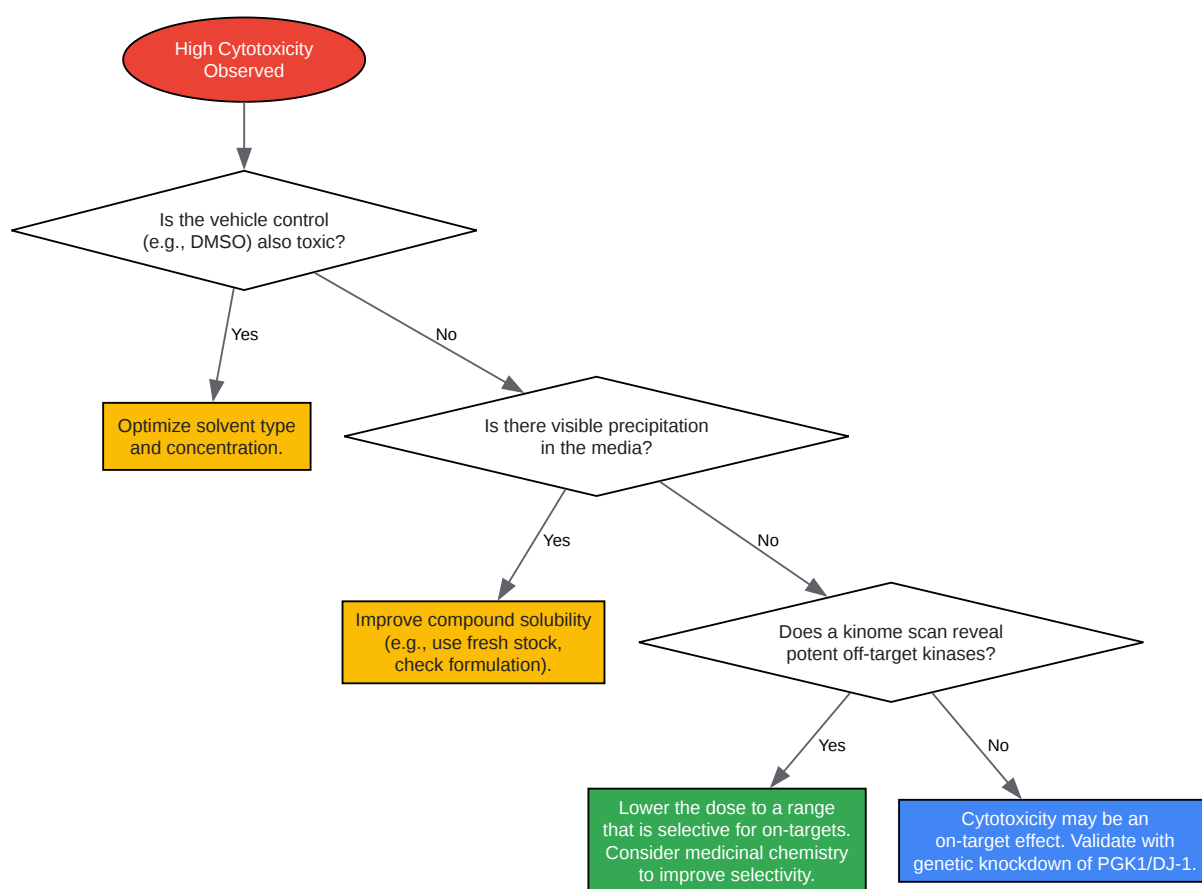 High Cytotoxicity
Observed
Is the vehicle control
(e.g., DMSO) also toxic?
Yes
No
Optimize solvent type
and concentration.
Is there visible precipitation
in the media?
Yes
No
Improve compound solubility
(e.g., use fresh stock,
check formulation).
Does a kinome scan reveal
potent off-target kinases?
Yes
No
Lower the dose to a range
that is selective for on-targets.
Consider medicinal chemistry
to improve selectivity.
Cytotoxicity may be an
on-target effect. Validate with
genetic knockdown of PGK1/DJ-1.